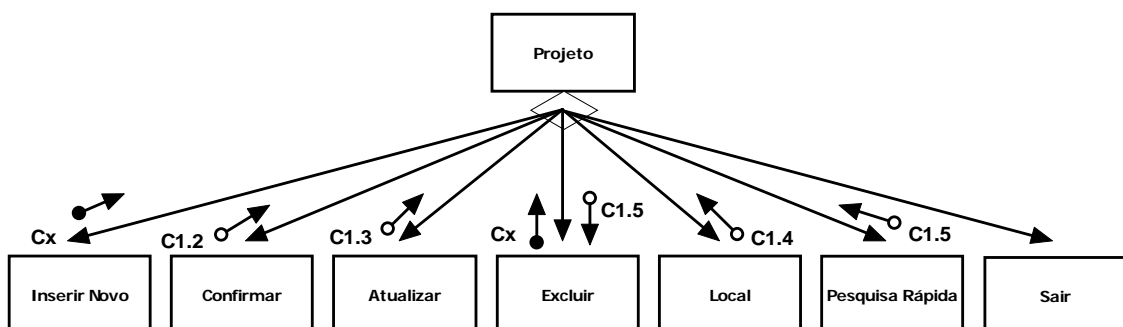 Projeto
Cx
C1.2
C1.3
Cx
C1.5
C1.4
C1.5
Inserir Novo
Confirmar
Atualizar
Excluir
Local
Pesquisa Rápida
Sair